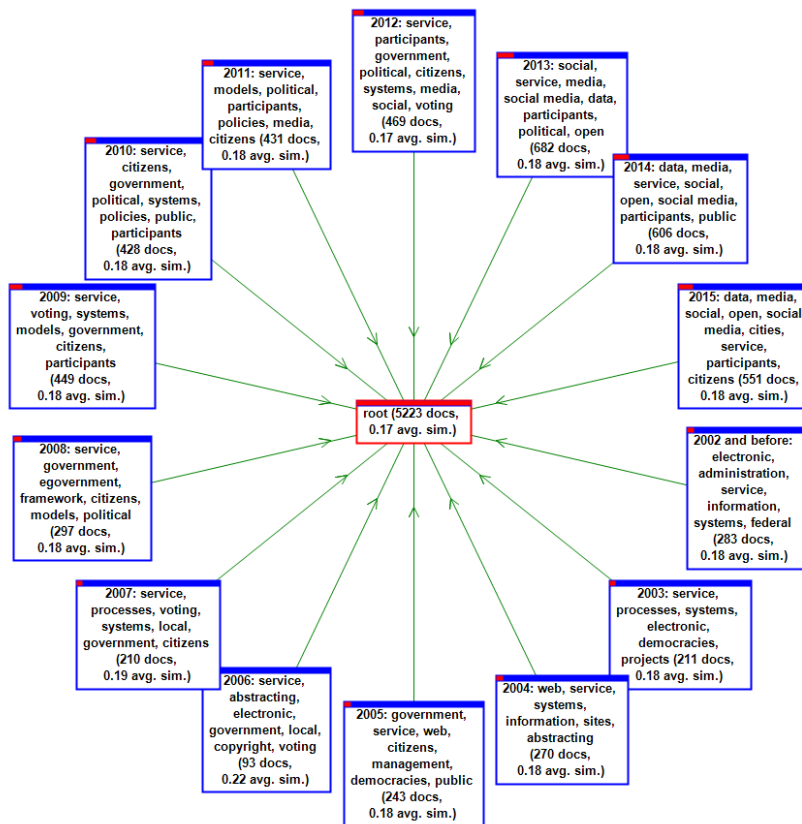 2012: service,
participants,
government,
political, citizens,
systems, media,
social, voting
(469 docs,
0.17 avg. sim.)
2011: service,
models, political,
participants,
policies, media,
citizens (431 docs,
0.18 avg. sim.)
2013: social,
service, media,
social media, data,
participants,
political, open
(682 docs,
0.18 avg. sim.)
2010: service,
citizens,
government,
political, systems,
policies, public,
participants
(428 docs,
0.18 avg. sim.)
2014: data, media,
service, social,
open, social media,
participants, public
(606 docs,
0.18 avg. sim.)
2009: service,
voting, systems,
models, government,
citizens,
participants
(449 docs,
0.18 avg. sim.)
2015: data, media,
social, open, social
media, cities,
service,
participants,
citizens (551 docs,
0.18 avg. sim.)
root (5223 docs,
0.17 avg. sim.)
2008: service,
government,
egovernment,
framework, citizens,
models, political
(297 docs,
0.18 avg. sim.)
2002 and before:
electronic,
administration,
service,
information,
systems, federal
(283 docs,
0.18 avg. sim.)
2007: service,
processes, voting,
systems, local,
government, citizens
(210 docs,
0.19 avg. sim.)
2003: service,
processes, systems,
electronic,
democracies,
projects (211 docs,
0.18 avg. sim.)
2006: service,
abstracting,
electronic,
government, local,
copyright, voting
(93 docs,
0.22 avg. sim.)
2004: web, service,
systems,
information, sites,
abstracting
(270 docs,
0.18 avg. sim.)
2005: government,
service, web,
citizens,
management,
democracies, public
(243 docs,
0.18 avg. sim.)